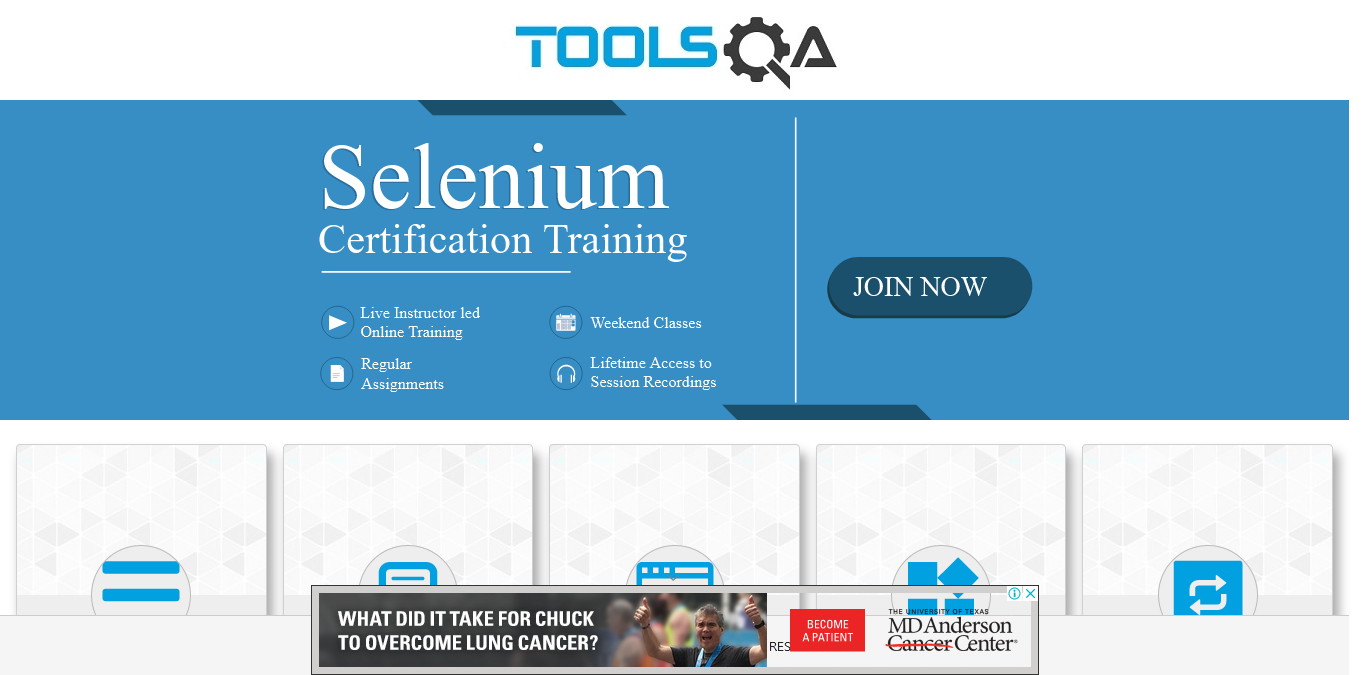 TOOLSQA
Selenium
Certification Training
JOIN NOW
Live Instructor led
Online Training
Weekend Classes
Regular
Assignments
Lifetime Access to
Session Recordings
WHAT DID IT TAKE FOR CHUCK
TO OVERCOME LUNG CANCER?
RES
BECOME
A PATIENT
THE UNIVERSITY OF TEXAS
MD Anderson
Cancer Center®